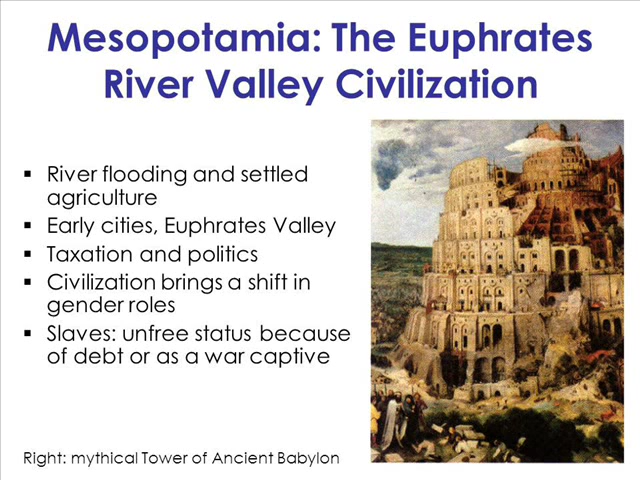 Mesopotamia: The Euphrates
River Valley Civilization
▪ River flooding and settled
agriculture
▪ Early cities, Euphrates Valley
▪ Taxation and politics
▪ Civilization brings a shift in
gender roles
▪ Slaves: unfree status because
of debt or as a war captive
Right: mythical Tower of Ancient Babylon